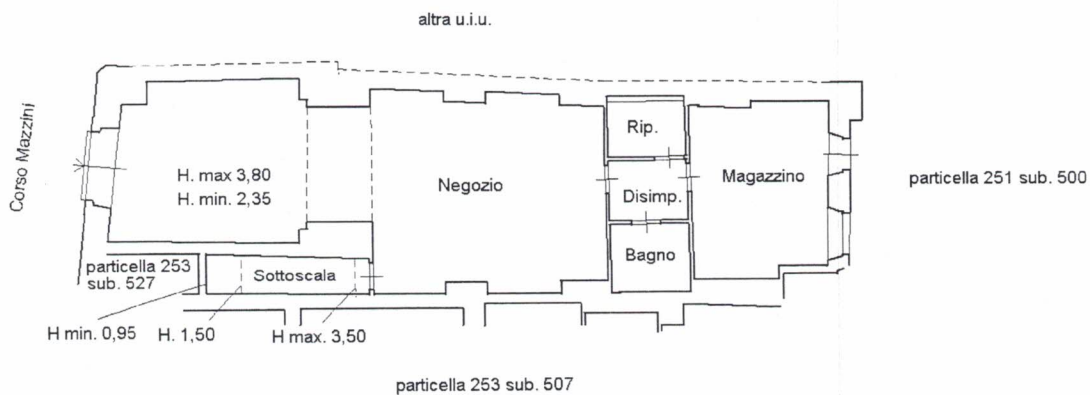 altra u.i.u.
Corso Mazzini
H. max 3,80
H. min. 2,35
Negozio
Rip.
Disimp.
Bagno
Magazzino
particella 251 sub. 500
particella 253
sub. 527
Sottoscala
H min. 0,95
H. 1,50
H max. 3,50
particella 253 sub. 507